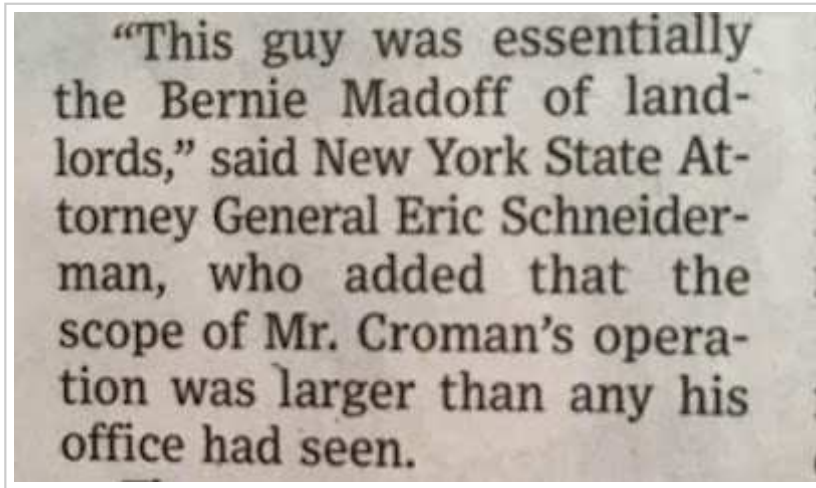 “This guy was essentially
the Bernie Madoff of land-
lords,” said New York State At-
torney General Eric Schneider-
man, who added that the
scope of Mr. Croman’s opera-
tion was larger than any his
office had seen.